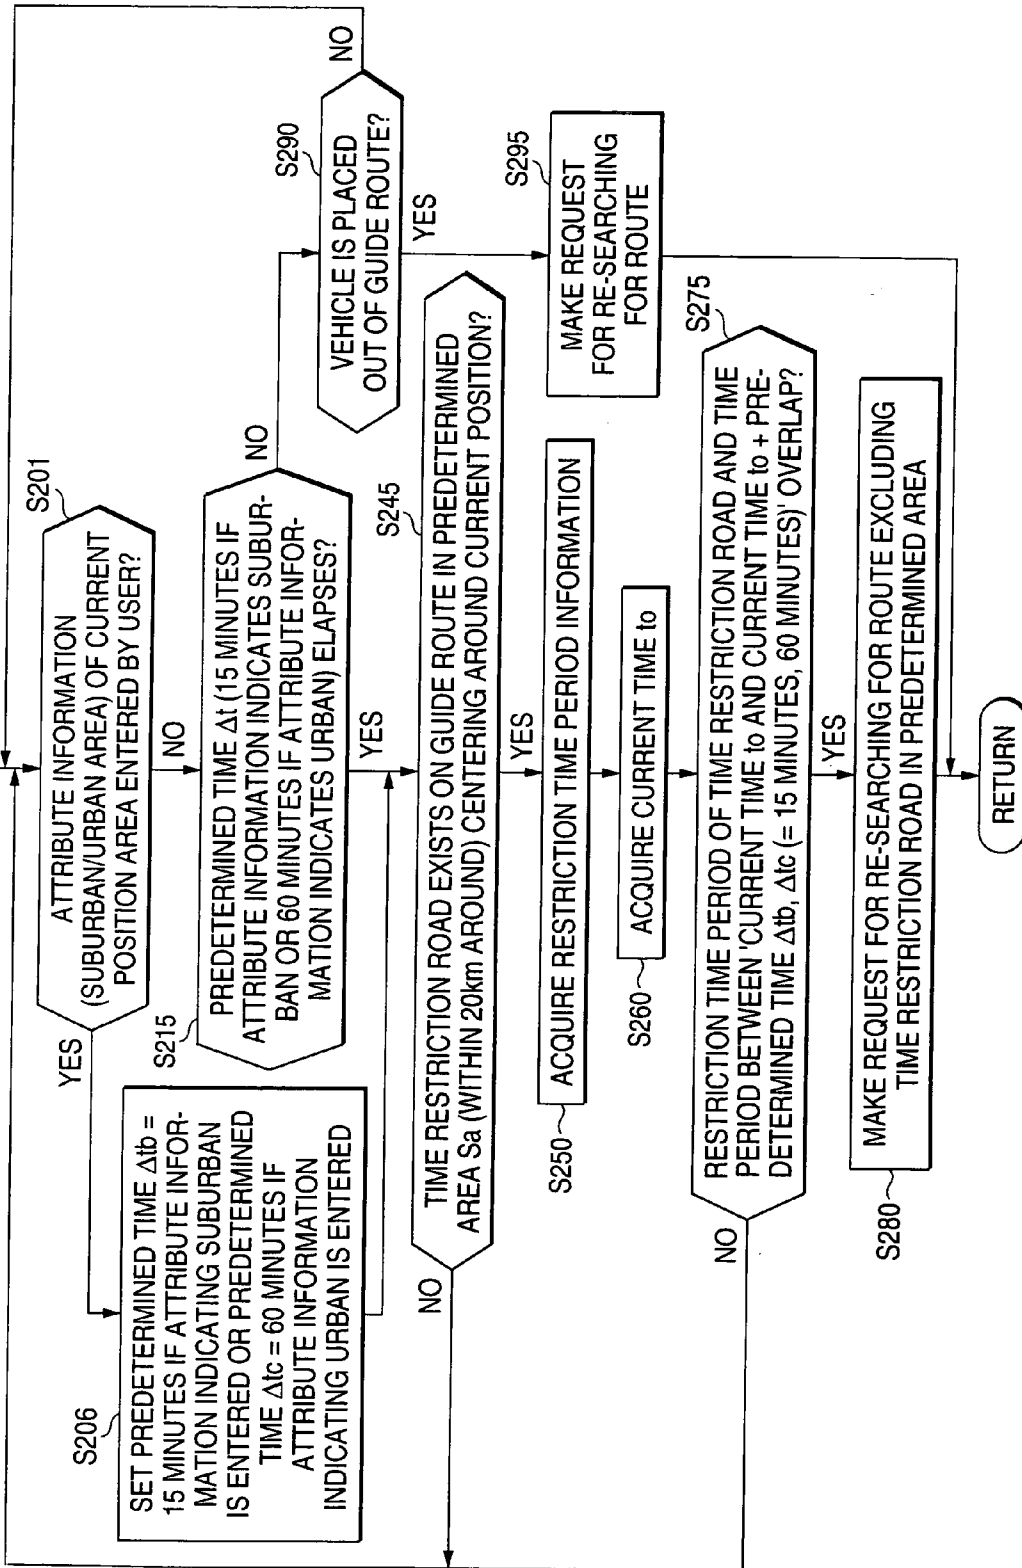 S201
ATTRIBUTE INFORMATION
(SUBURBAN/URBAN AREA) OF CURRENT
POSITION AREA ENTERED BY USER?
YES
NO
S206
SET PREDETERMINED TIME Δtb =
15 MINUTES IF ATTRIBUTE INFOR-
MATION INDICATING SUBURBAN
IS ENTERED OR PREDETERMINED
TIME Δtc = 60 MINUTES IF
ATTRIBUTE INFORMATION
INDICATING URBAN IS ENTERED
S215
PREDETERMINED TIME Δt (15 MINUTES IF
ATTRIBUTE INFORMATION INDICATES SUBUR-
BAN OR 60 MINUTES IF ATTRIBUTE INFOR-
MATION INDICATES URBAN) ELAPSES?
NO
YES
S290
VEHICLE IS PLACED
OUT OF GUIDE ROUTE?
NO
YES
S245
TIME RESTRICTION ROAD EXISTS ON GUIDE ROUTE IN PREDETERMINED
AREA Sa (WITHIN 20km AROUND) CENTERING AROUND CURRENT POSITION?
NO
YES
S295
MAKE REQUEST
FOR RE-SEARCHING
FOR ROUTE
S250
ACQUIRE RESTRICTION TIME PERIOD INFORMATION
S260
ACQUIRE CURRENT TIME to
S275
RESTRICTION TIME PERIOD OF TIME RESTRICTION ROAD AND TIME
PERIOD BETWEEN 'CURRENT TIME to AND CURRENT TIME to + PRE-
DETERMINED TIME Δtb, Δtc (= 15 MINUTES, 60 MINUTES)' OVERLAP?
NO
YES
S280
MAKE REQUEST FOR RE-SEARCHING FOR ROUTE EXCLUDING
TIME RESTRICTION ROAD IN PREDETERMINED AREA
RETURN